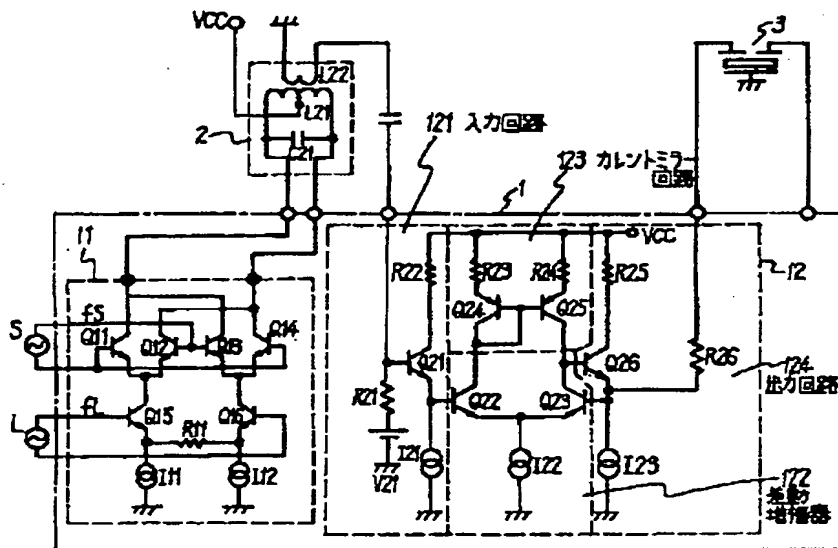 VCC
L22
L21
C21
2
3
121 入力回路
123 カレントミラ
回路
1
11
VCC
12
R22
R23
R24
R25
Q24
Q25
S
fS
Q11
Q12
Q13
Q14
Q21
Q26
R26
124
出力回路
R21
Q22
Q23
L
fL
Q15
Q16
R11
I11
I12
V21
I21
I22
I23
122
差動
増幅器